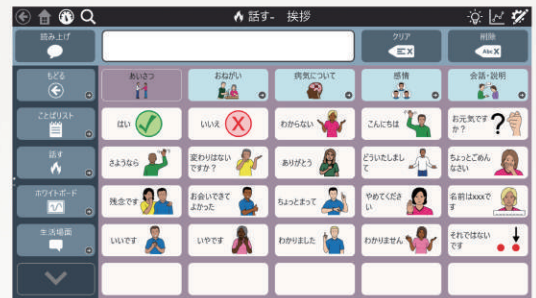 話す- 挨拶
読み上げ
クリア
削除
Abc X
もどる
あいさつ
おねがい
病気について
感情
会話・説明
ことばリスト
はい
いいえ
わからない
こんにちは
お元気です
か？
話す
さようなら
変わりはない
ですか？
ありがとう
どういたしまし
て
ちょっとごめん
なさい
ホワイトボード
残念です
お会いできて
よかった
ちょっとまって
やめてくださ
い
名前はxxxで
す
生活場面
いいです
いやです
わかりました
わかりません
それではない
です